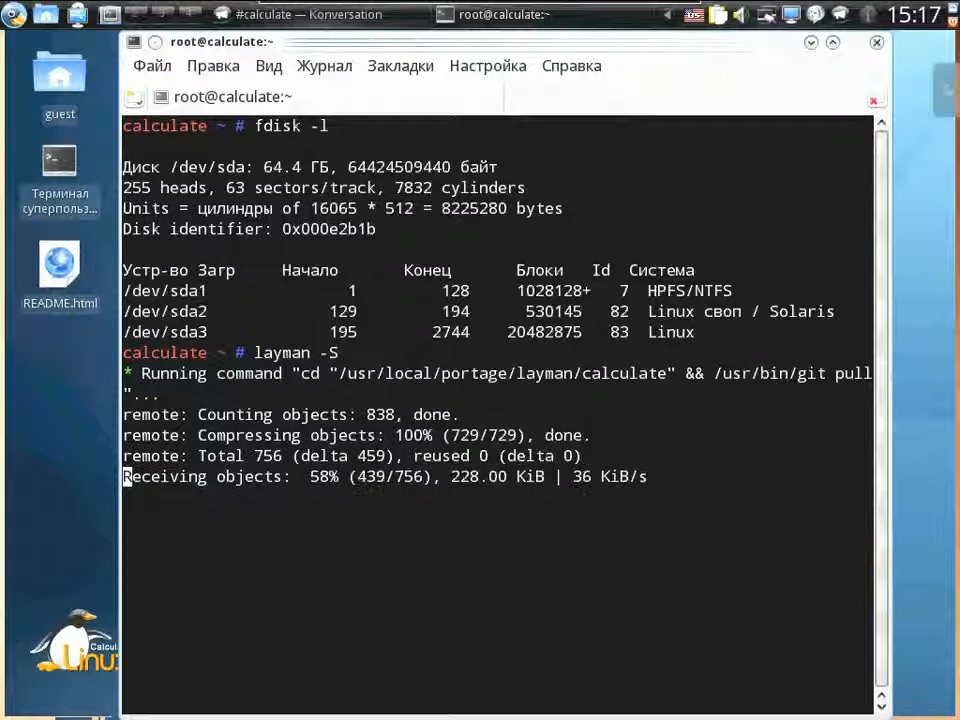 #calculate — Konversation
root@calculate:~
15:17
root@calculate:~
Файл Правка Вид Журнал Закладки Настройка Справка
root@calculate:~
guest
Терминал
суперпольз...
README.html
calculate ~ # fdisk -l
Диск /dev/sda: 64.4 ГБ, 64424509440 байт
255 heads, 63 sectors/track, 7832 cylinders
Units = цилиндры of 16065 * 512 = 8225280 bytes
Disk identifier: 0x000e2b1b
Устр-во Загр Начало Конец Блоки Id Система
/dev/sda1 1 128 1028128+ 7 HPFS/NTFS
/dev/sda2 129 194 530145 82 Linux своп / Solaris
/dev/sda3 195 2744 20482875 83 Linux
calculate ~ # layman -S
* Running command "cd "/usr/local/portage/layman/calculate" && /usr/bin/git pull
"...
remote: Counting objects: 838, done.
remote: Compressing objects: 100% (729/729), done.
remote: Total 756 (delta 459), reused 0 (delta 0)
Receiving objects: 58% (439/756), 228.00 KiB | 36 KiB/s
Linux